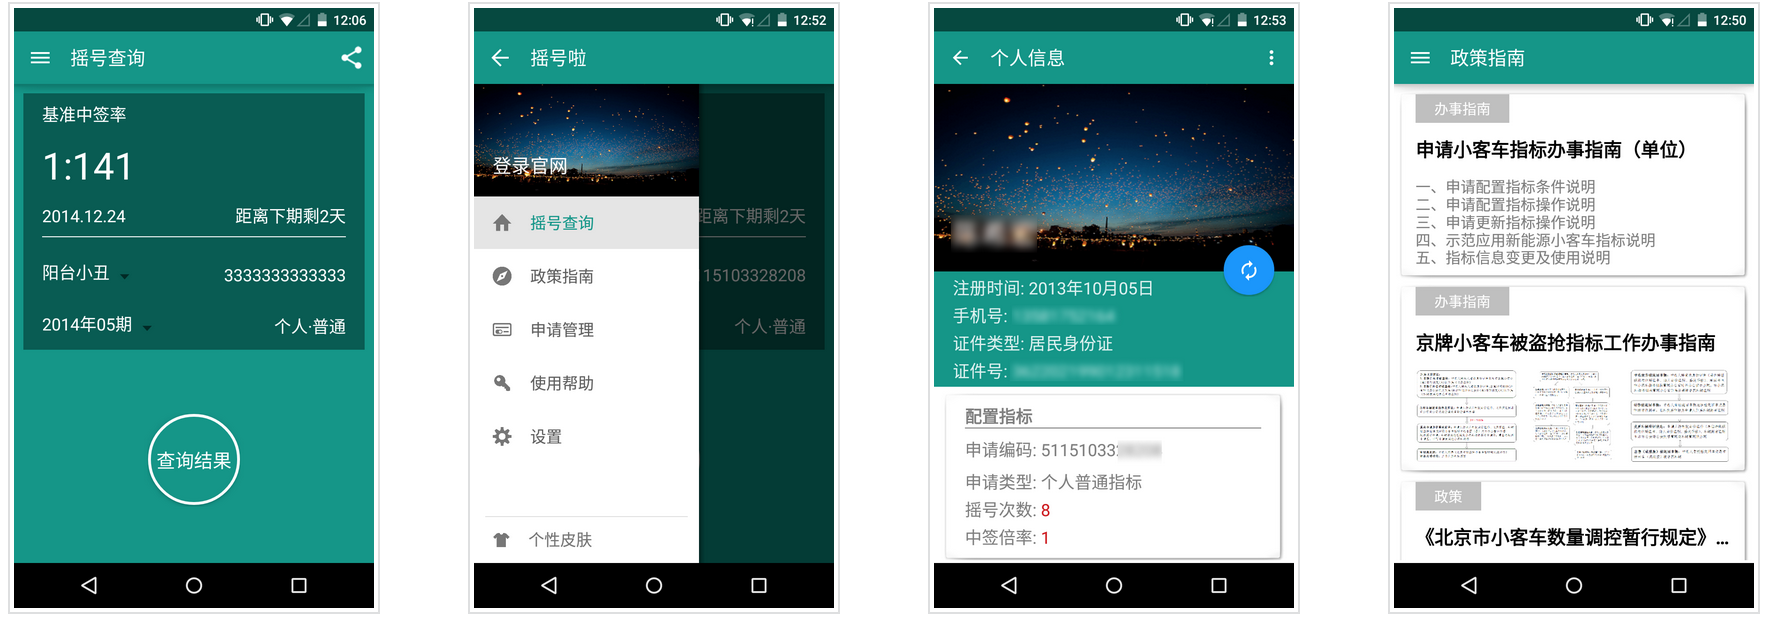 12:06
摇号查询
基准中签率
1:141
2014.12.24
距离下期剩2天
阳台小丑
3333333333333
2014年05期
个人·普通
查询结果
12:52
摇号啦
登录官网
摇号查询
距离下期剩2天
政策指南
15103328208
申请管理
个人·普通
使用帮助
设置
个性皮肤
12:53
个人信息
注册时间: 2013年10月05日
手机号:
证件类型: 居民身份证
证件号:
配置指标
申请编码: 511510332
申请类型: 个人普通指标
摇号次数: 8
中签倍率: 1
12:50
政策指南
办事指南
申请小客车指标办事指南（单位）
一、申请配置指标条件说明
二、申请配置指标操作说明
三、申请更新指标操作说明
四、示范应用新能源小客车指标说明
五、指标信息变更及使用说明
办事指南
京牌小客车被盗抢指标工作办事指南
政策
《北京市小客车数量调控暂行规定》...